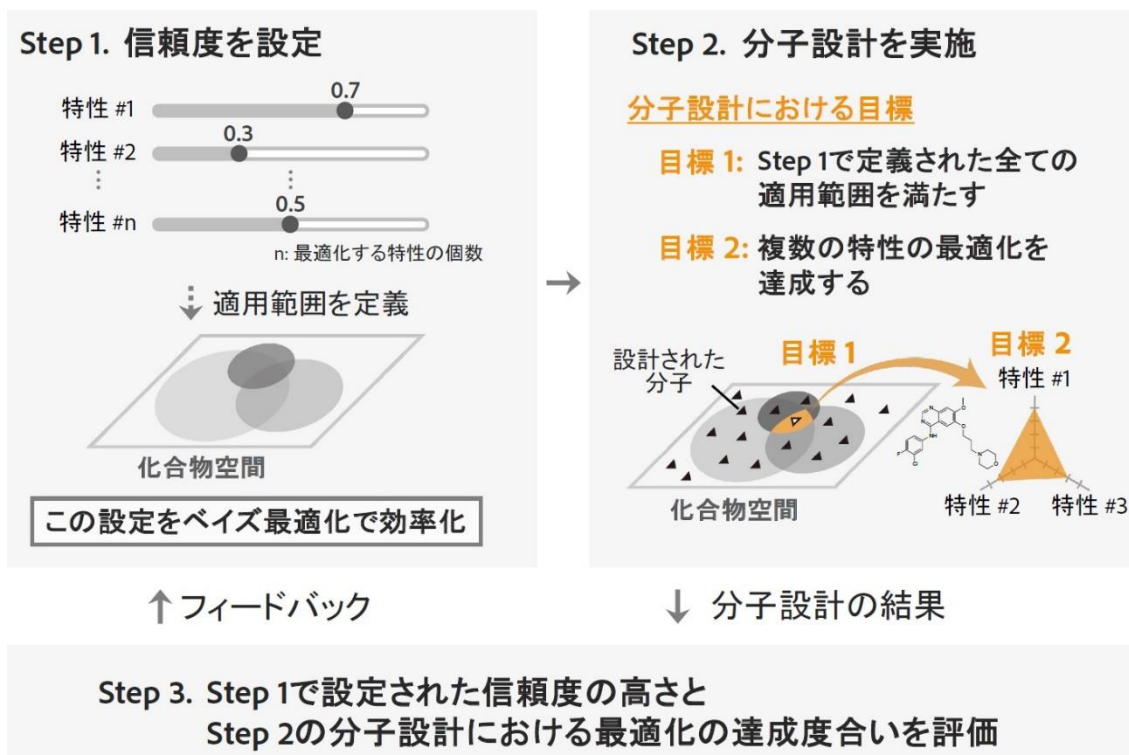 Step 1. 信頼度を設定
特性 #1
0.7
特性 #2
0.3
⋮ ⋮
特性 #n
0.5
n: 最適化する特性の個数
適用範囲を定義
化合物空間
この設定をベイズ最適化で効率化
→
Step 2. 分子設計を実施
分子設計における目標
目標 1: Step 1で定義された全ての
適用範囲を満たす
目標 2: 複数の特性の最適化を
達成する
設計された
分子
目標 1
目標 2
特性 #1
特性 #2
特性 #3
化合物空間
↑フィードバック
↓ 分子設計の結果
Step 3. Step 1で設定された信頼度の高さと
Step 2の分子設計における最適化の達成度合いを評価